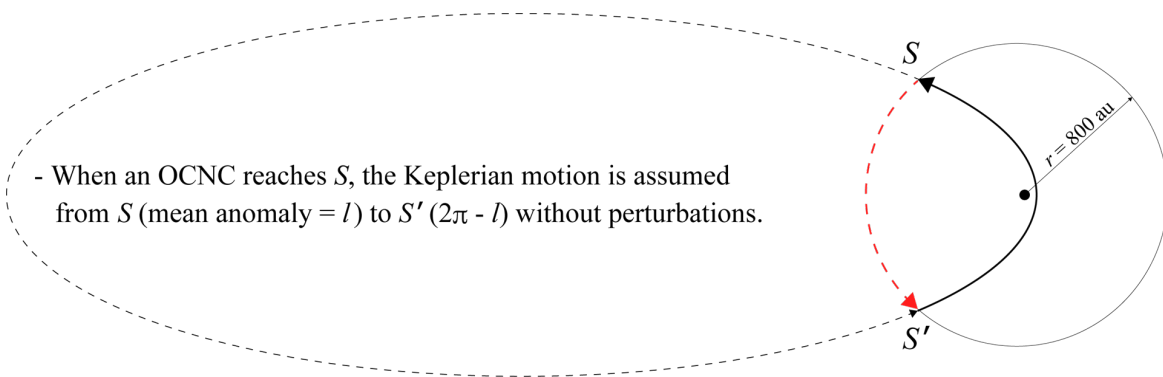 S
r = 800 au
- When an OCNC reaches S, the Keplerian motion is assumed
from S (mean anomaly = l) to S′ (2π - l) without perturbations.
S′